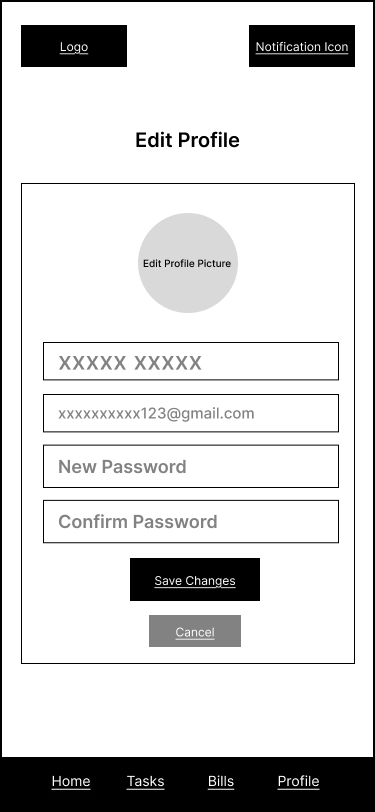 Logo
Notification Icon
Edit Profile
Edit Profile Picture
XXXXX XXXXX
xxxxxxxxxx123@gmail.com
New Password
Confirm Password
Save Changes
Cancel
Home Tasks Bills Profile